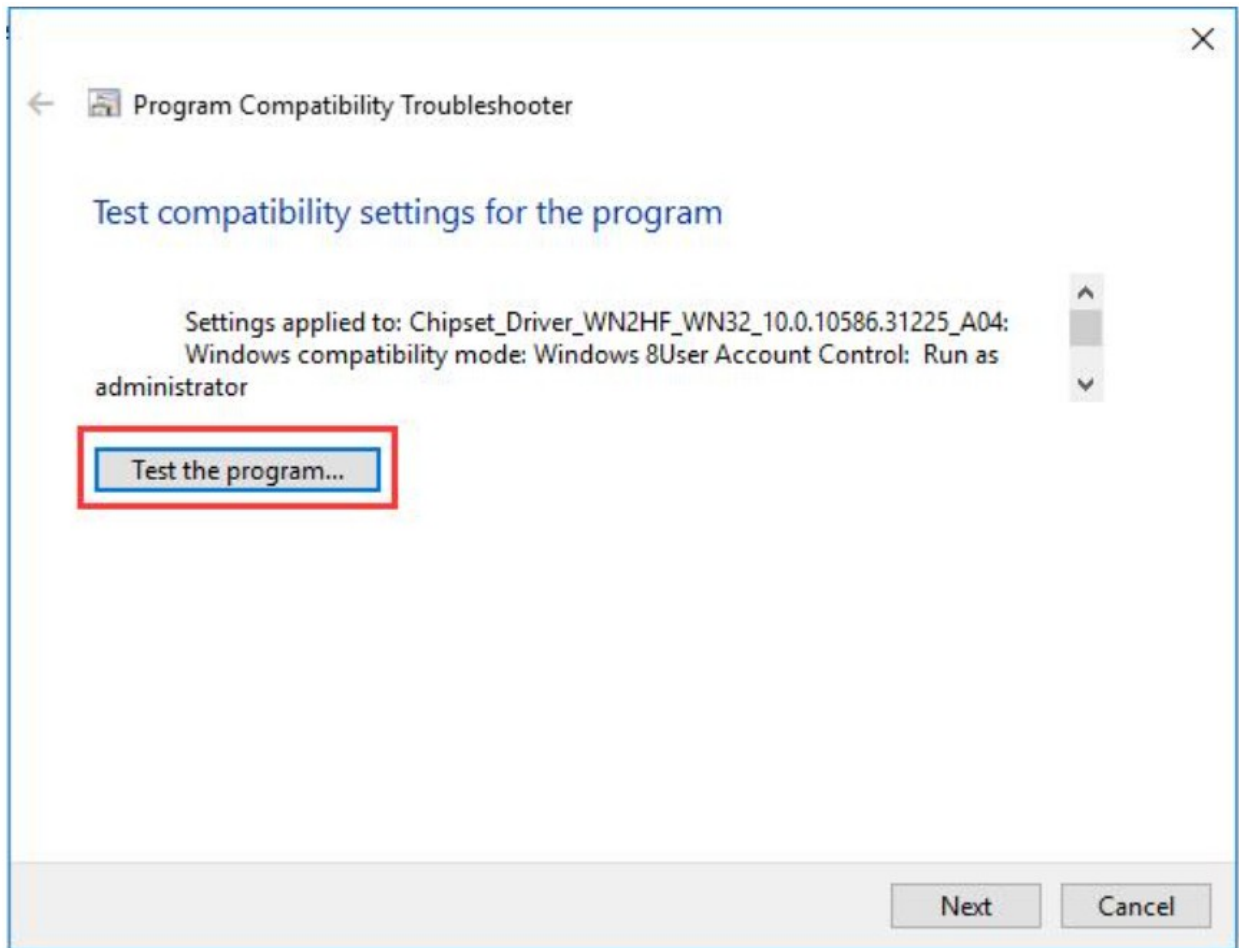 Program Compatibility Troubleshooter
Test compatibility settings for the program
Settings applied to: Chipset_Driver_WN2HF_WN32_10.0.10586.31225_A04:
Windows compatibility mode: Windows 8User Account Control:  Run as
administrator
Test the program...
Next
Cancel